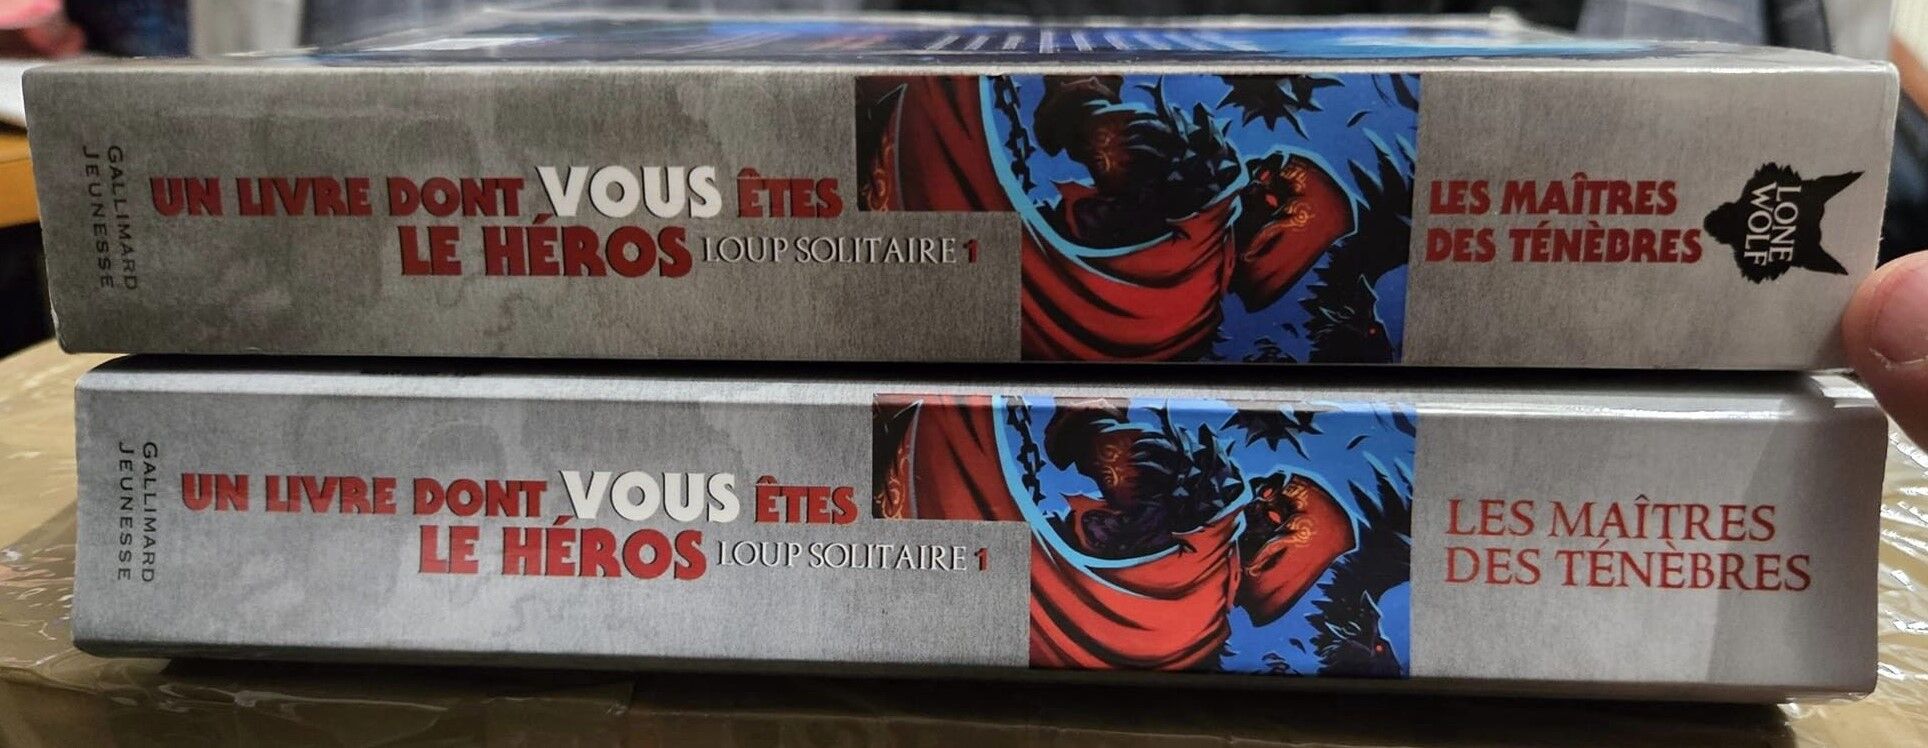 GALLIMARD
JEUNESSE
UN LIVRE DONT VOUS ÊTES
LE HÉROS LOUP SOLITAIRE 1
LES MAÎTRES
DES TÉNÈBRES
LONE
WOLF
GALLIMARD
JEUNESSE
UN LIVRE DONT VOUS ÊTES
LE HÉROS LOUP SOLITAIRE 1
LES MAÎTRES
DES TÉNÈBRES